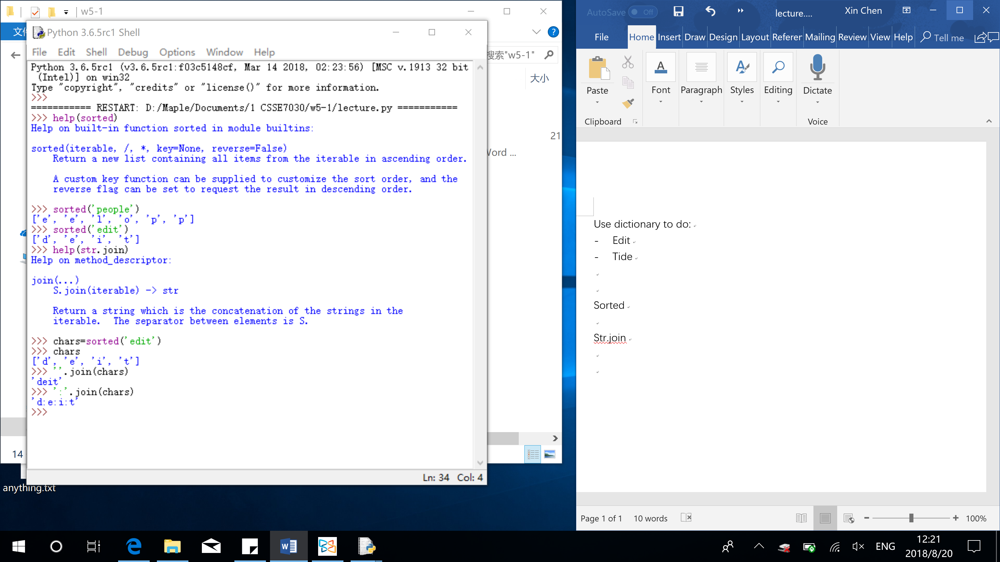 w5-1
文件
Python 3.6.5rc1 Shell
File Edit Shell Debug Options Window Help
Python 3.6.5rc1 (v3.6.5rc1:f03c5148cf, Mar 14 2018, 02:23:56) [MSC v.1913 32 bit
(Intel)] on win32
Type "copyright", "credits" or "license()" for more information.
>>>
=========== RESTART: D:/Maple/Documents/1 CSSE7030/w5-1/lecture.py ===========
>>> help(sorted)
Help on built-in function sorted in module builtins:
sorted(iterable, /, *, key=None, reverse=False)
Return a new list containing all items from the iterable in ascending order.
A custom key function can be supplied to customize the sort order, and the
reverse flag can be set to request the result in descending order.
>>> sorted('people')
['e', 'e', 'l', 'o', 'p', 'p']
>>> sorted('edit')
['d', 'e', 'i', 't']
>>> help(str.join)
Help on method_descriptor:
join(...)
S.join(iterable) -> str
Return a string which is the concatenation of the strings in the
iterable.  The separator between elements is S.
>>> chars=sorted('edit')
>>> chars
['d', 'e', 'i', 't']
>>> ''.join(chars)
'deit'
>>> ':'.join(chars)
'd:e:i:t'
>>>
Ln: 34 Col: 4
搜索"w5-1"
大小
21
Word ...
14
anything.txt
AutoSave Off lecture.... Xin Chen
File Home Insert Draw Design Layout Referen Mailing Review View Help Tell me
Paste Font Paragraph Styles Editing Dictate
Clipboard Voice
Use dictionary to do:
- Edit
- Tide
Sorted
Str.join
Page 1 of 1 10 words 100%
ENG 12:21
2018/8/20